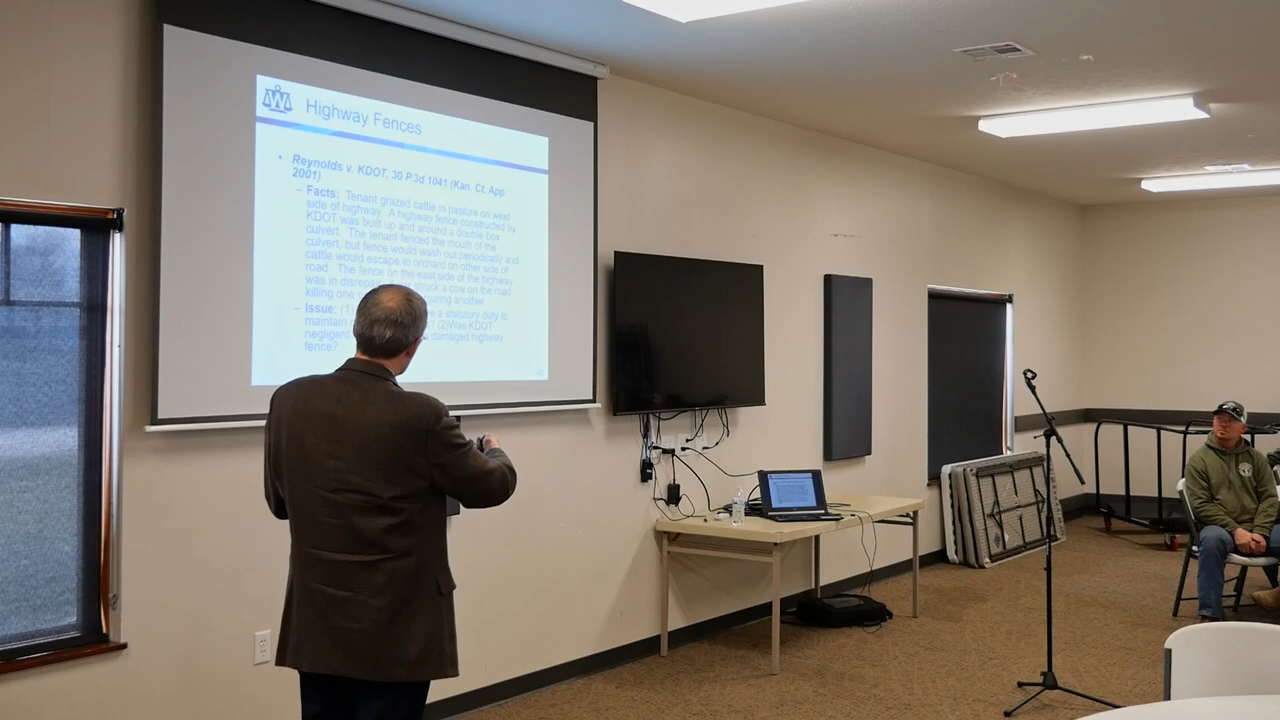 W
Highway Fences
• Reynolds v. KDOT, 30 P.3d 1041 (Kan. Ct. App.
2001)
– Facts: Tenant grazed cattle in pasture on west
side of highway. A highway fence constructed by
KDOT was built up and around a double-box
culvert. The tenant fenced the mouth of the
culvert, but fence would wash out periodically and
cattle would escape to orchard on other side of
road. The fence on the east side of the highway
was in struck a cow on the road
killing one another
– Issue: (1) a statutory duty to
maintain (2)Was KDOT
negligent damaged highway
fence?